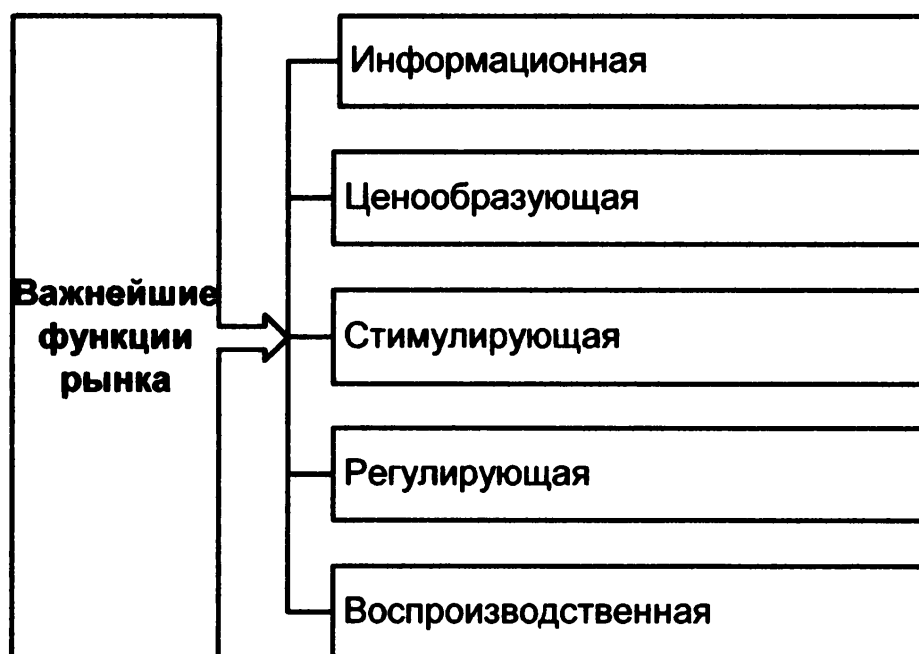 Важнейшие
функции
рынка
Информационная
Ценообразующая
Стимулирующая
Регулирующая
Воспроизводственная